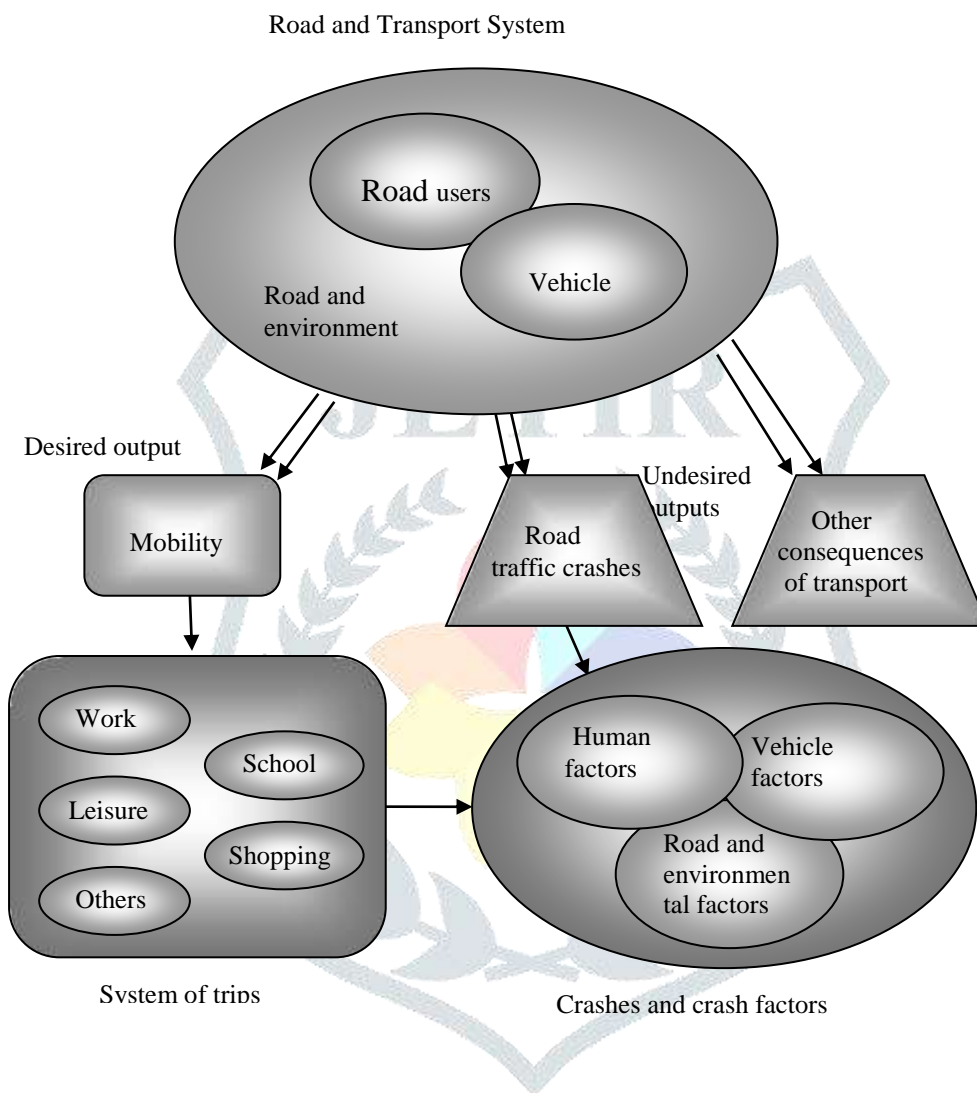 Road and Transport System
Road users
Vehicle
Road and
environment
JETIR
Desired output
Undesired
outputs
Mobility
Road
traffic crashes
Other
consequences
of transport
Work
School
Leisure
Shopping
Others
Human
factors
Vehicle
factors
Road and
environmen
tal factors
System of trips
Crashes and crash factors